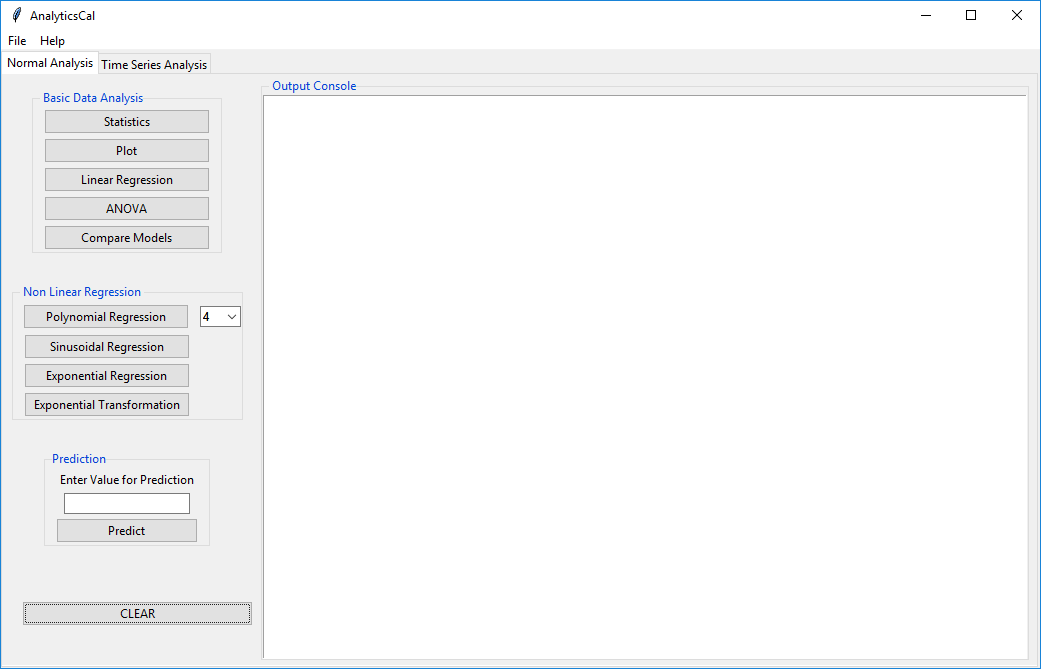 AnalyticsCal
File Help
Normal Analysis Time Series Analysis
Basic Data Analysis
Statistics
Plot
Linear Regression
ANOVA
Compare Models
Non Linear Regression
Polynomial Regression 4
Sinusoidal Regression
Exponential Regression
Exponential Transformation
Prediction
Enter Value for Prediction
Predict
CLEAR
Output Console